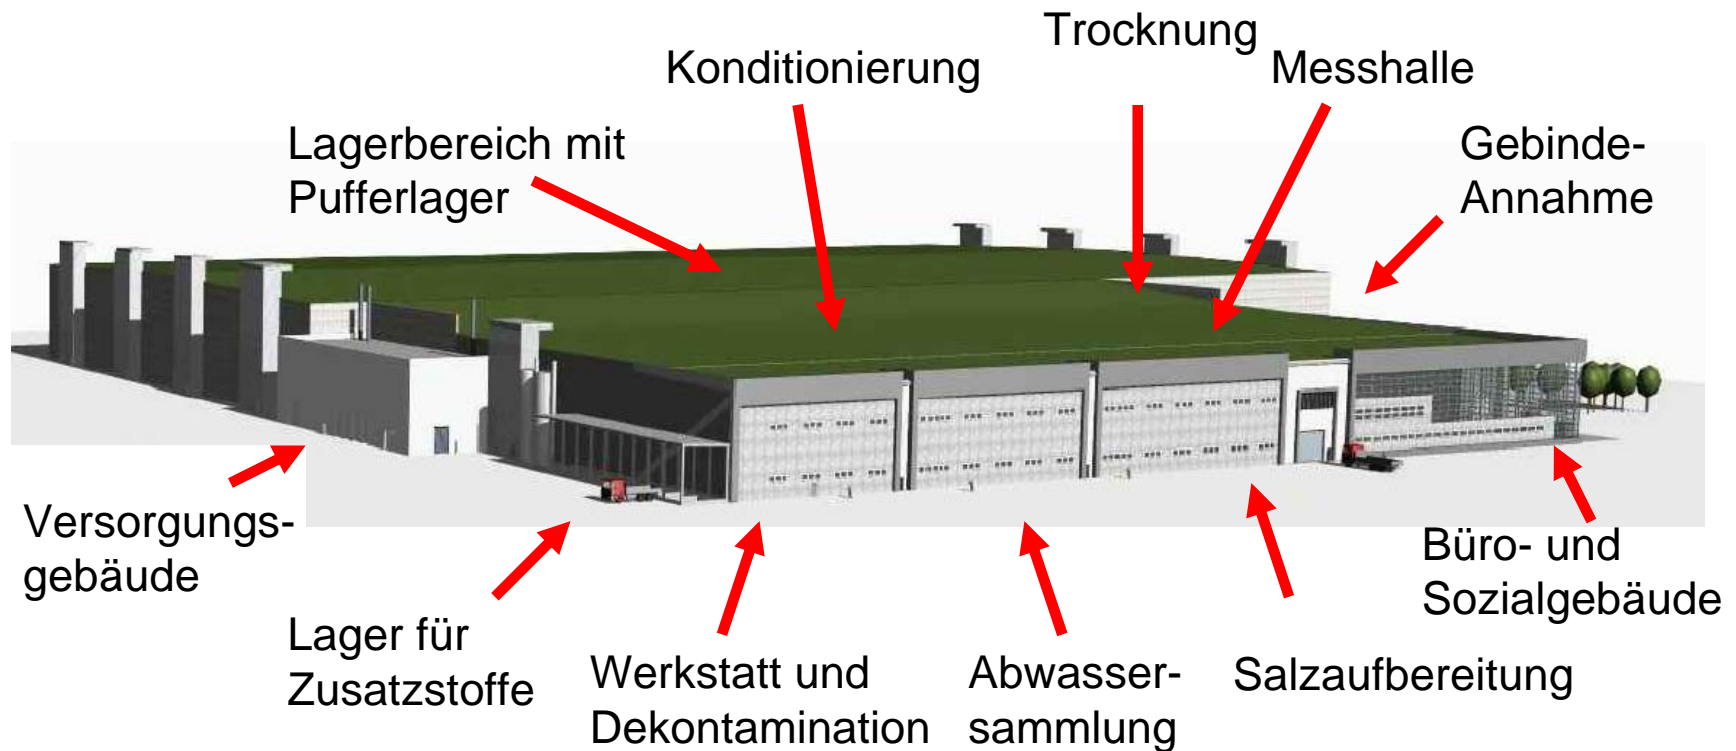 Trocknung
Konditionierung
Messhalle
Lagerbereich mit
Pufferlager
Gebinde-
Annahme
Versorgungs-
gebäude
Lager für
Zusatzstoffe
Werkstatt und
Dekontamination
Abwasser-
sammlung
Salzaufbereitung
Büro- und
Sozialgebäude